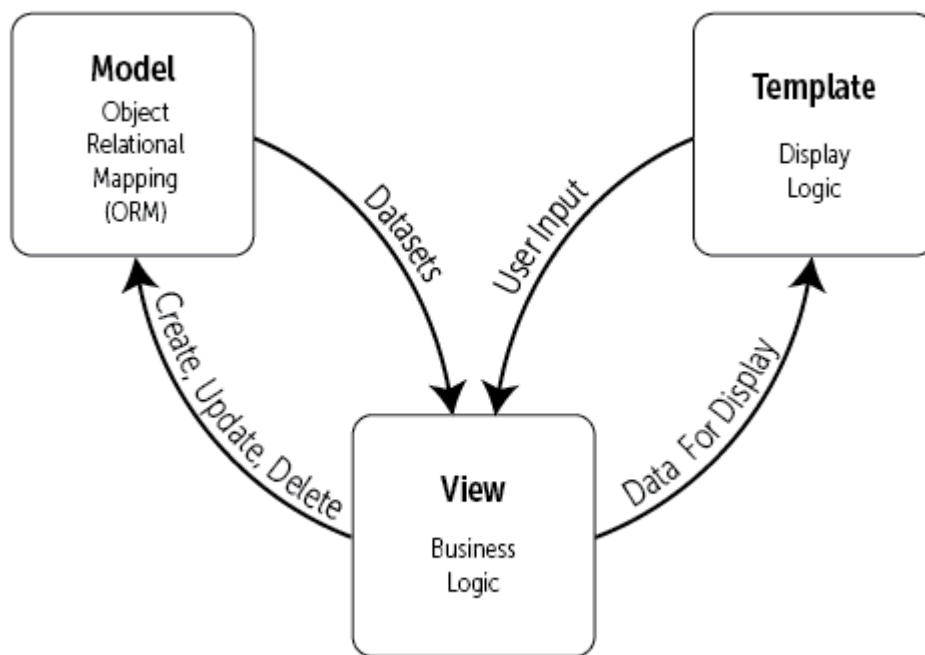 Model
Object
Relational
Mapping
(ORM)
Template
Display
Logic
Datasets
User Input
Create, Update, Delete
Data For Display
View
Business
Logic